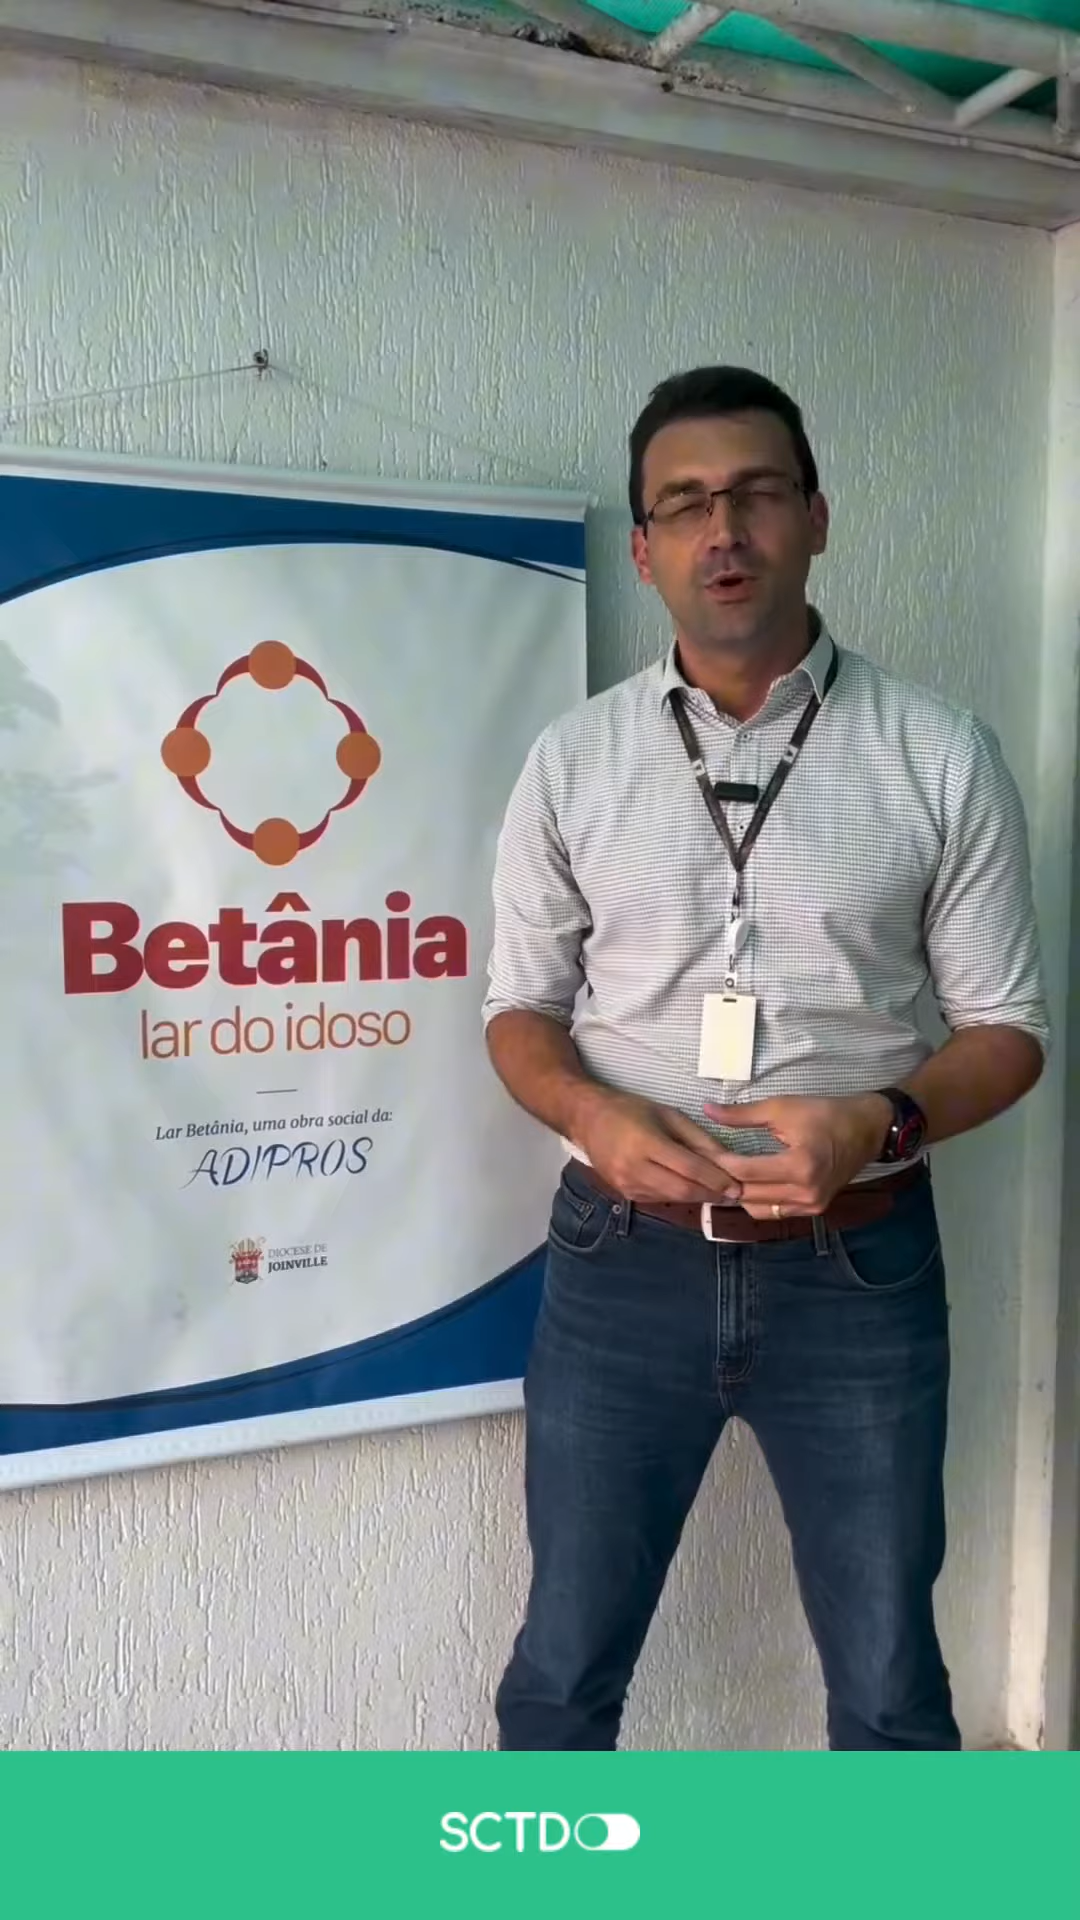 Betânia
lar do idoso
Lar Betânia, uma obra social da:
ADIPROS
DIOCESE DE
JOINVILLE
SCTD